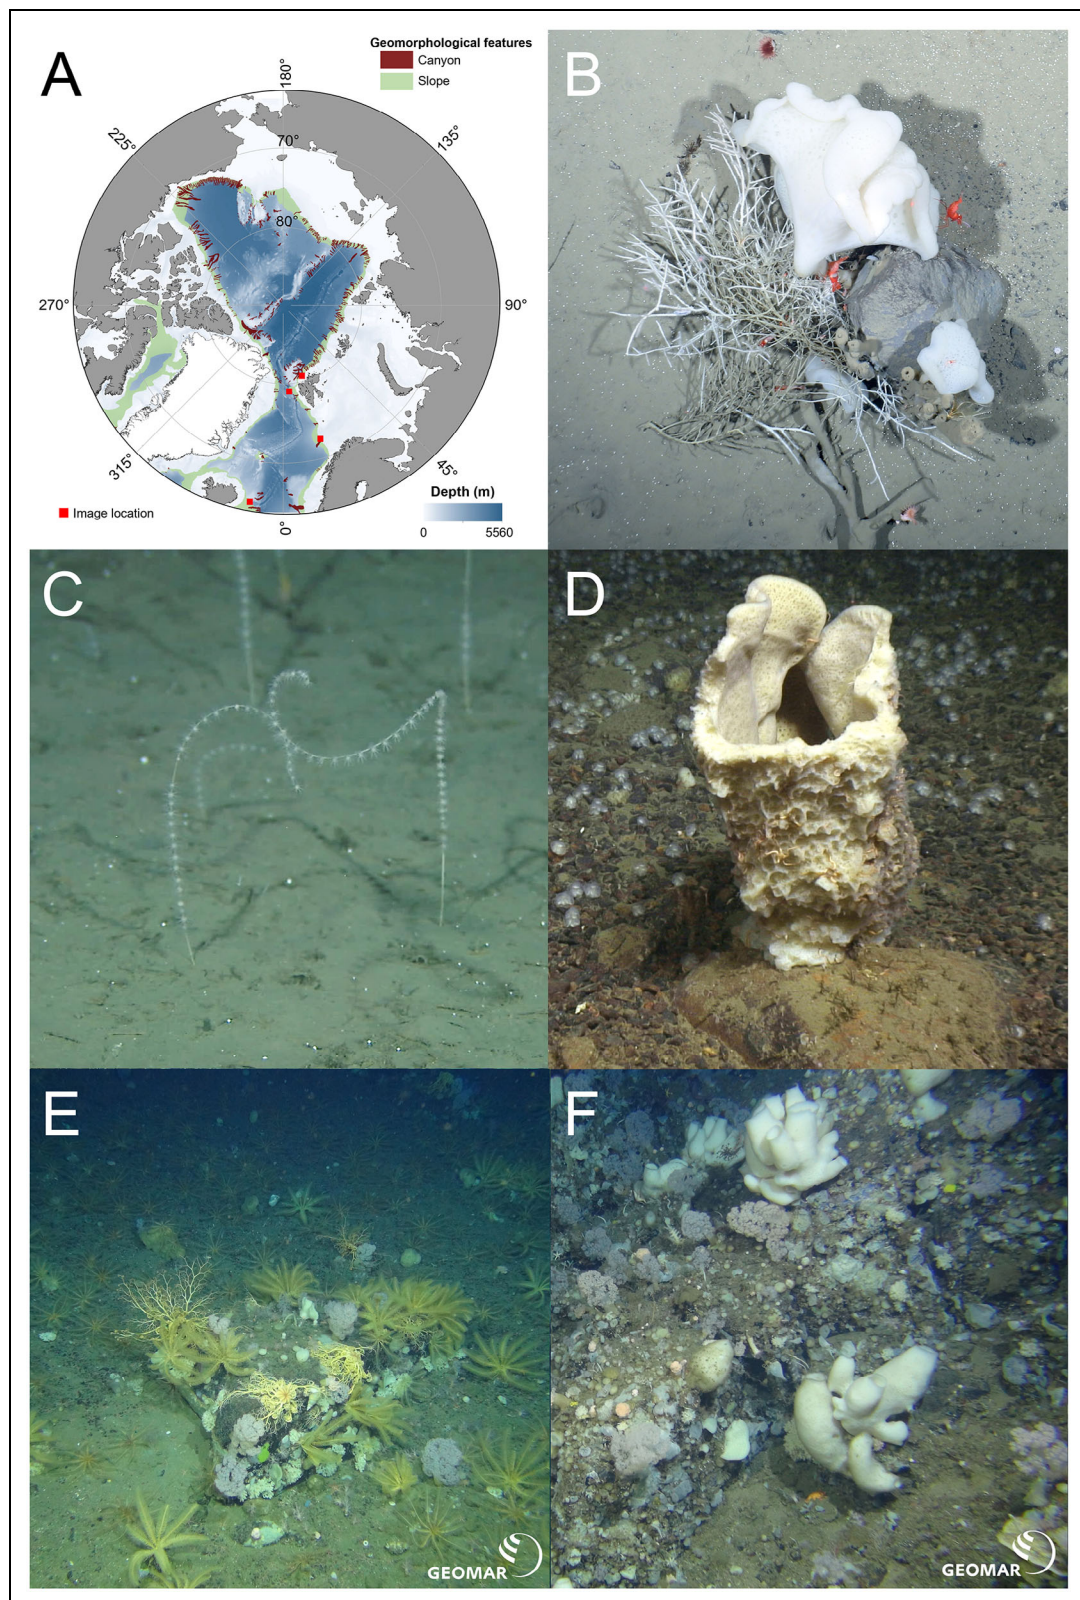 A
Geomorphological features
Canyon
Slope
180°
225°
135°
70°
80°
270°
90°
315°
45°
0°
Image location
Depth (m)
0
5560
B
C
D
E
GEOMAR
F
GEOMAR